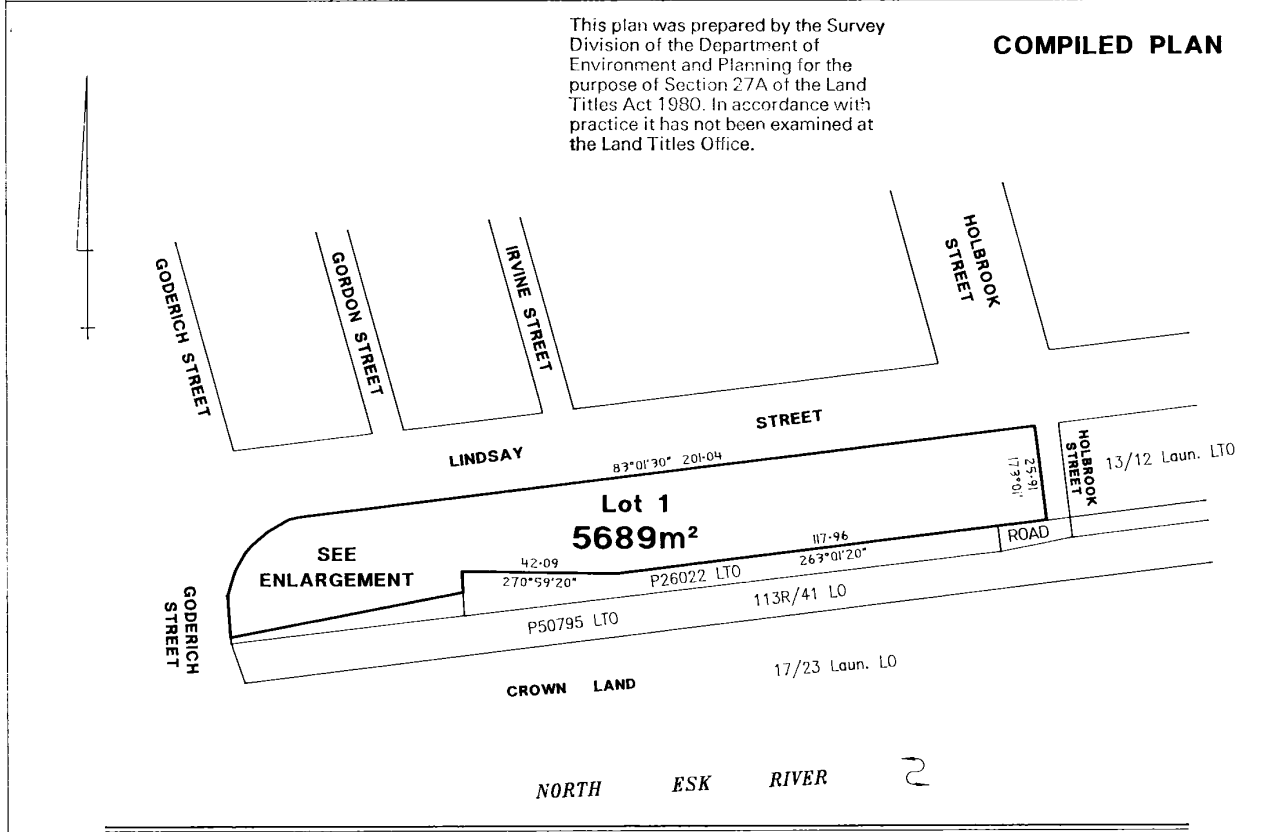 This plan was prepared by the Survey
Division of the Department of
Environment and Planning for the
purpose of Section 27A of the Land
Titles Act 1980. In accordance with
practice it has not been examined at
the Land Titles Office.
COMPILED PLAN
GODERICH STREET
GORDON STREET
IRVINE STREET
HOLBROOK
STREET
LINDSAY
STREET
83°01'30" 201·04
25·91
173°01'
HOLBROOK
STREET
13/12 Laun. LTO
Lot 1
5689m²
SEE
ENLARGEMENT
42·09
270°59'20"
117·96
263°01'20"
ROAD
P26022 LTO
113R/41 LO
P50795 LTO
GODERICH
STREET
17/23 Laun. LO
CROWN LAND
NORTH ESK RIVER
2